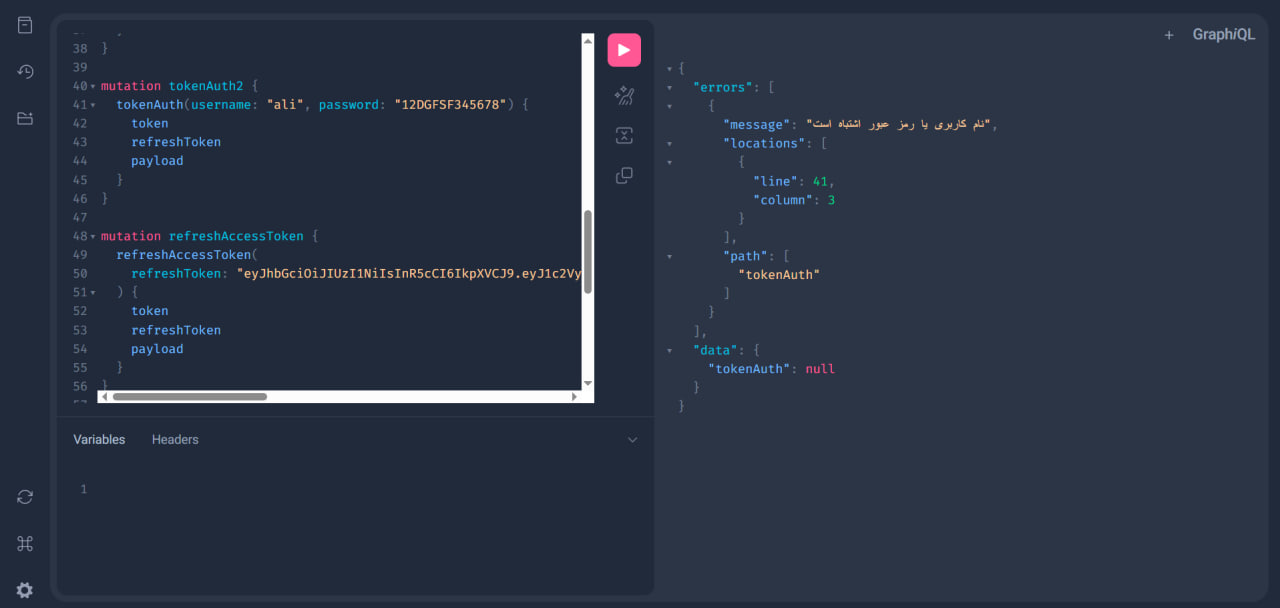 38 }
39
40 mutation tokenAuth2 {
41 tokenAuth(username: "ali", password: "12DGFSF345678") {
42 token
43 refreshToken
44 payload
45 }
46 }
47
48 mutation refreshAccessToken {
49 refreshAccessToken(
50 refreshToken: "eyJhbGciOiJIUzI1NiIsInR5cCI6IkpXVCJ9.eyJ1c2Vy
51 ) {
52 token
53 refreshToken
54 payload
55 }
56 }
Variables Headers
1
+ GraphiQL
{
"errors": [
{
"message": "نام کاربری یا رمز عبور اشتباه است",
"locations": [
{
"line": 41,
"column": 3
}
],
"path": [
"tokenAuth"
]
}
],
"data": {
"tokenAuth": null
}
}